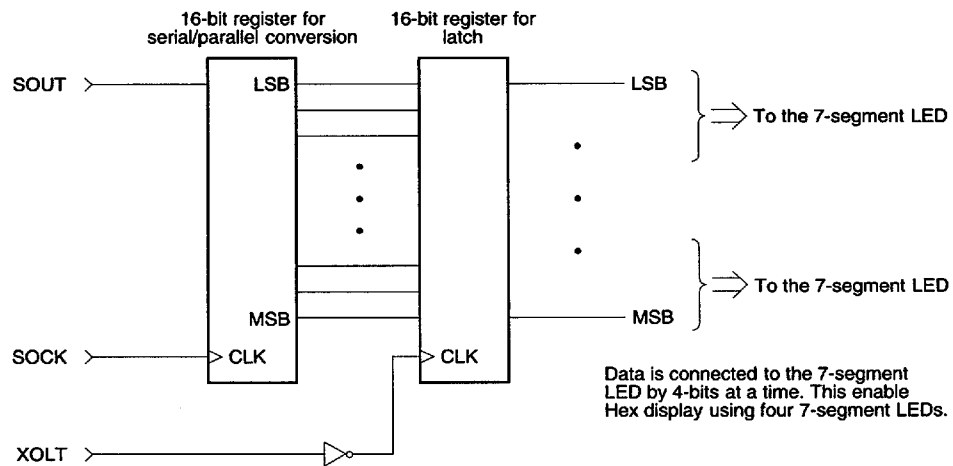 16-bit register for
serial/parallel conversion
16-bit register for
latch
SOUT
LSB
LSB
To the 7-segment LED
To the 7-segment LED
MSB
MSB
SOCK
CLK
CLK
Data is connected to the 7-segment
LED by 4-bits at a time. This enable
Hex display using four 7-segment LEDs.
XOLT